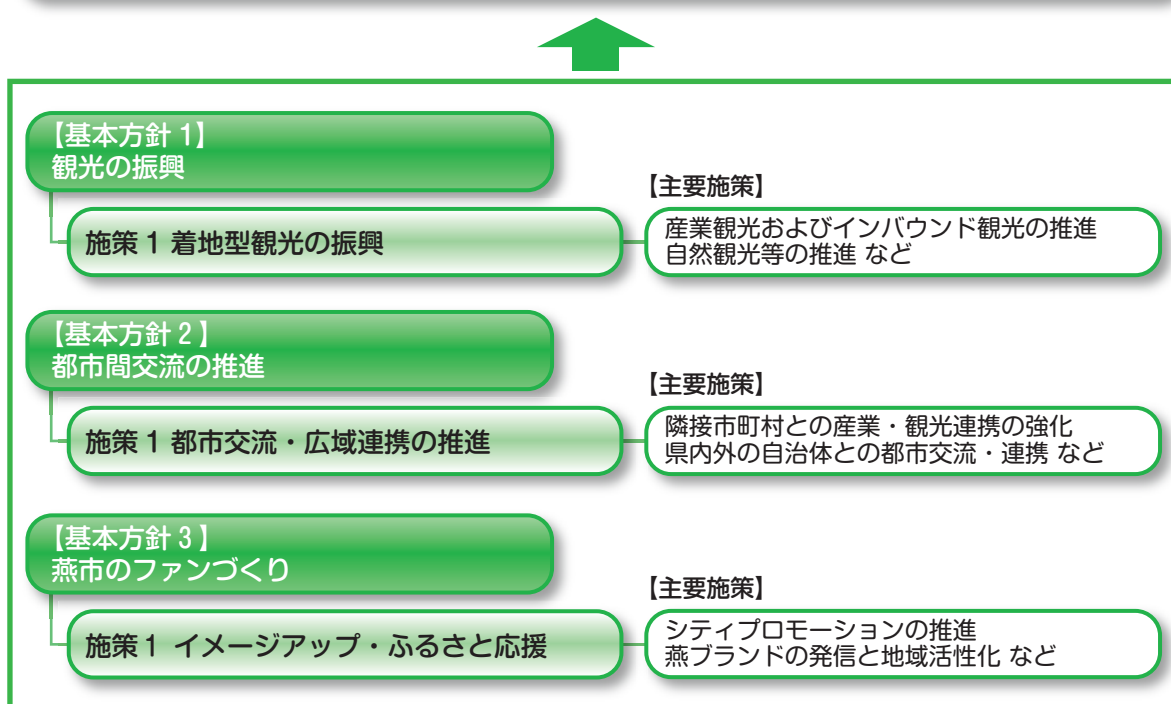 【基本方針 1】
観光の振興
【主要施策】
施策 1 着地型観光の振興
産業観光およびインバウンド観光の推進
自然観光等の推進 など
【基本方針 2】
都市間交流の推進
【主要施策】
施策 1 都市交流・広域連携の推進
隣接市町村との産業・観光連携の強化
県内外の自治体との都市交流・連携 など
【基本方針 3】
燕市のファンづくり
【主要施策】
施策 1 イメージアップ・ふるさと応援
シティプロモーションの推進
燕ブランドの発信と地域活性化 など